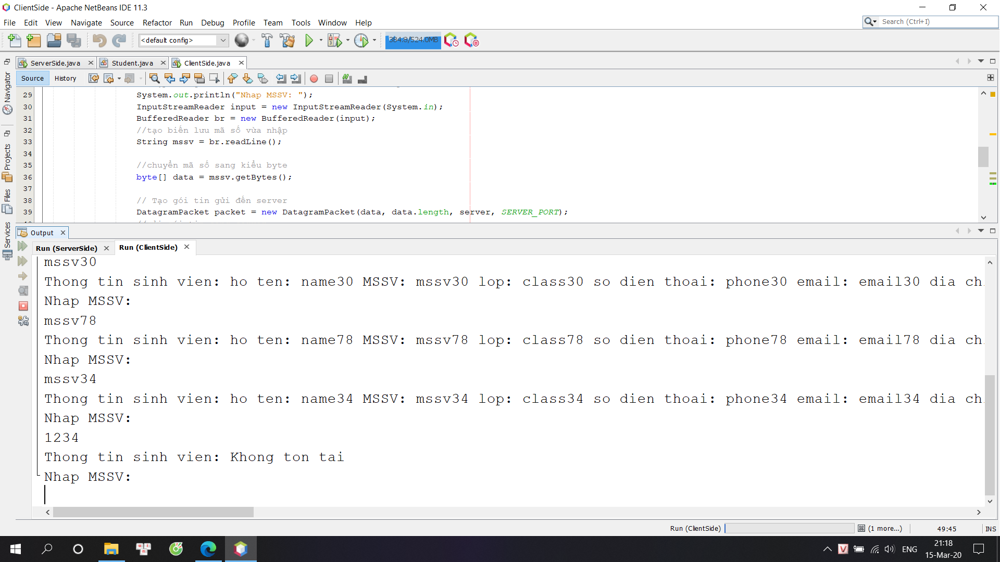 ClientSide - Apache NetBeans IDE 11.3
File Edit View Navigate Source Refactor Run Debug Profile Team Tools Window Help
Search (Ctrl+I)
<default config>
384.8/524.0MB
ServerSide.java Student.java ClientSide.java
Source History
Navigator
Projects
Files
Services
29 System.out.println("Nhap MSSV: ");
30 InputStreamReader input = new InputStreamReader(System.in);
31 BufferedReader br = new BufferedReader(input);
32 //tạo biến lưu mã số vừa nhập
33 String mssv = br.readLine();
34
35 //chuyển mã số sang kiểu byte
36 byte[] data = mssv.getBytes();
37
38 // Tạo gói tin gửi đến server
39 DatagramPacket packet = new DatagramPacket(data, data.length, server, SERVER_PORT);
Output
Run (ServerSide) Run (ClientSide)
mssv30
Thong tin sinh vien: ho ten: name30 MSSV: mssv30 lop: class30 so dien thoai: phone30 email: email30 dia ch
Nhap MSSV:
mssv78
Thong tin sinh vien: ho ten: name78 MSSV: mssv78 lop: class78 so dien thoai: phone78 email: email78 dia ch
Nhap MSSV:
mssv34
Thong tin sinh vien: ho ten: name34 MSSV: mssv34 lop: class34 so dien thoai: phone34 email: email34 dia ch
Nhap MSSV:
1234
Thong tin sinh vien: Khong ton tai
Nhap MSSV:
Run (ClientSide) (1 more...) 49:45 INS
ENG
21:18
15-Mar-20